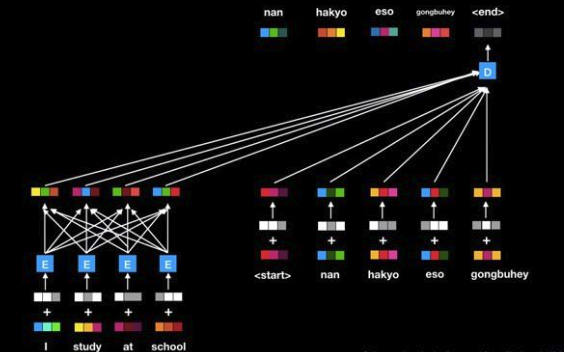 nan hakyo eso gongbuhey <end>
D
E E E E
+ + + + +
<start> nan hakyo eso gongbuhey
+ + + +
I study at school